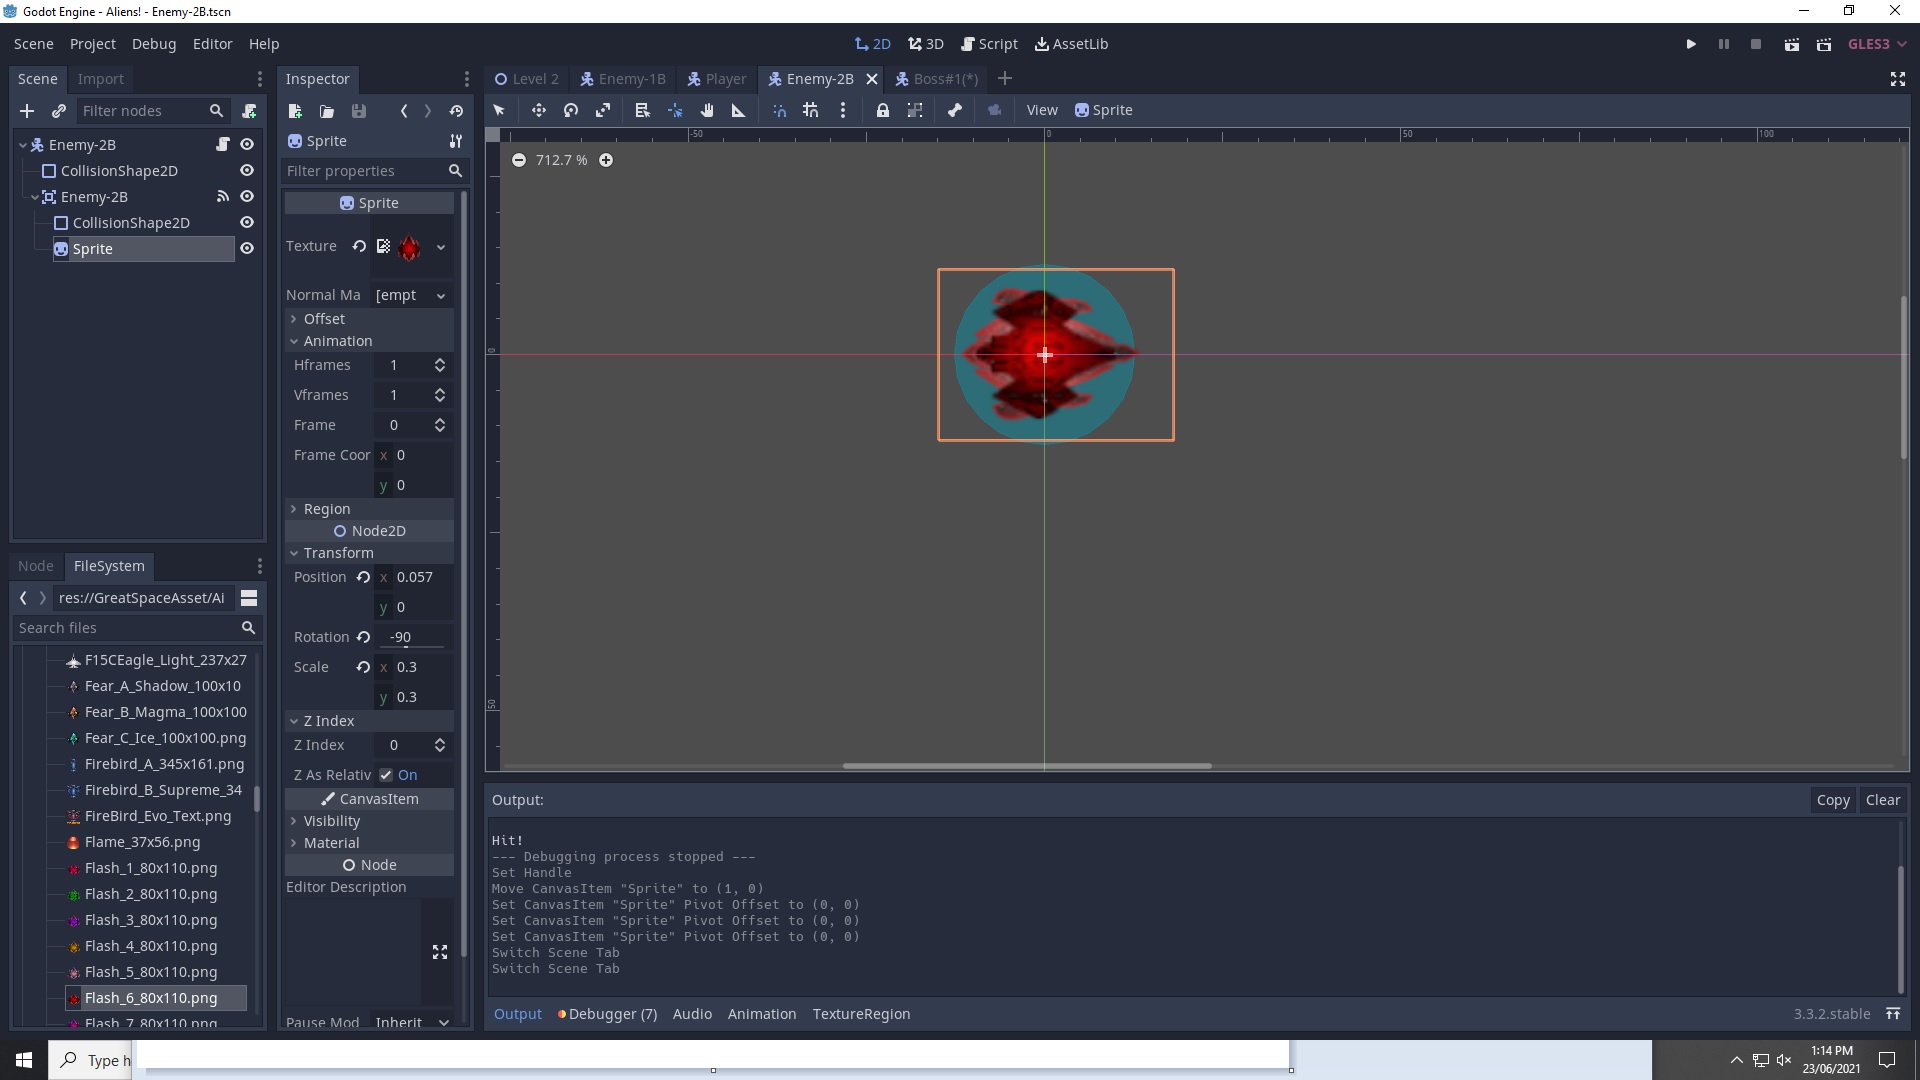 Godot Engine - Aliens! - Enemy-2B.tscn
Scene Project Debug Editor Help
2D 3D Script AssetLib
GLES3
Scene Import
Filter nodes
Enemy-2B
CollisionShape2D
Enemy-2B
CollisionShape2D
Sprite
Node FileSystem
res://GreatSpaceAsset/Ai
Search files
F15CEagle_Light_237x27
Fear_A_Shadow_100x10
Fear_B_Magma_100x100
Fear_C_Ice_100x100.png
Firebird_A_345x161.png
Firebird_B_Supreme_34
FireBird_Evo_Text.png
Flame_37x56.png
Flash_1_80x110.png
Flash_2_80x110.png
Flash_3_80x110.png
Flash_4_80x110.png
Flash_5_80x110.png
Flash_6_80x110.png
Flash_7_80x110.png
Inspector
Sprite
Filter properties
Sprite
Texture
Normal Ma [empt
Offset
Animation
Hframes 1
Vframes 1
Frame 0
Frame Coor x 0
y 0
Region
Node2D
Transform
Position x 0.057
y 0
Rotation -90
Scale x 0.3
y 0.3
Z Index
Z Index 0
Z As Relativ On
CanvasItem
Visibility
Material
Node
Editor Description
Pause Mod Inherit
Level 2 Enemy-1B Player Enemy-2B Boss#1(*)
View Sprite
-50 0 50 100
712.7 %
0
50
Output: Copy Clear
Hit!
--- Debugging process stopped ---
Set Handle
Move CanvasItem "Sprite" to (1, 0)
Set CanvasItem "Sprite" Pivot Offset to (0, 0)
Set CanvasItem "Sprite" Pivot Offset to (0, 0)
Set CanvasItem "Sprite" Pivot Offset to (0, 0)
Switch Scene Tab
Switch Scene Tab
Output Debugger (7) Audio Animation TextureRegion 3.3.2.stable
Type h
1:14 PM
23/06/2021